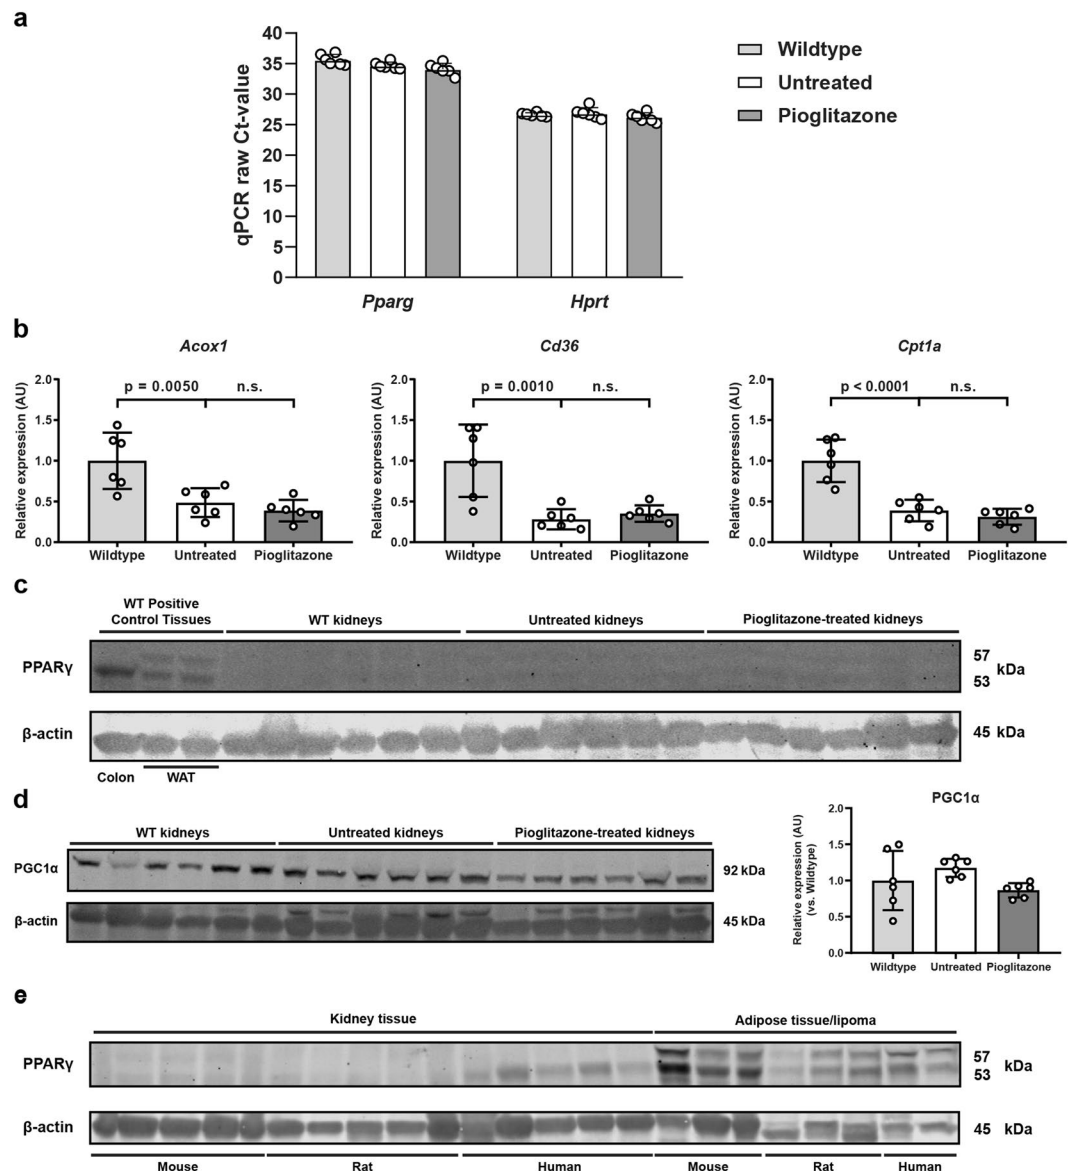 a
qPCR raw Ct-value
40
35
30
25
20
15
10
5
0
Pparg
Hprt
Wildtype
Untreated
Pioglitazone
b
Acox1
Relative expression (AU)
2.0
1.5
1.0
0.5
0.0
p = 0.0050
n.s.
Wildtype
Untreated
Pioglitazone
Cd36
Relative expression (AU)
2.0
1.5
1.0
0.5
0.0
p = 0.0010
n.s.
Wildtype
Untreated
Pioglitazone
Cpt1a
Relative expression (AU)
2.0
1.5
1.0
0.5
0.0
p < 0.0001
n.s.
Wildtype
Untreated
Pioglitazone
c
WT Positive
Control Tissues
WT kidneys
Untreated kidneys
Pioglitazone-treated kidneys
PPARγ
57
53
kDa
β-actin
45 kDa
Colon
WAT
d
WT kidneys
Untreated kidneys
Pioglitazone-treated kidneys
PGC1α
92 kDa
β-actin
45 kDa
PGC1α
Relative expression (AU)
(vs. Wildtype)
2.0
1.5
1.0
0.5
0.0
Wildtype
Untreated
Pioglitazone
e
Kidney tissue
Adipose tissue/lipoma
PPARγ
57
53
kDa
β-actin
45 kDa
Mouse
Rat
Human
Mouse
Rat
Human